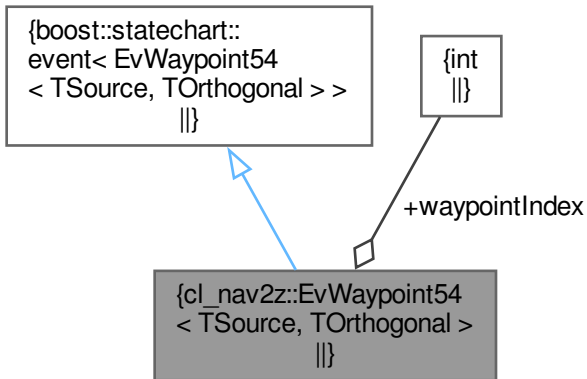 {boost::statechart::
event< EvWaypoint54
< TSource, TOrthogonal > >
||}
{int
||}
+waypointIndex
{cl_nav2z::EvWaypoint54
< TSource, TOrthogonal >
||}